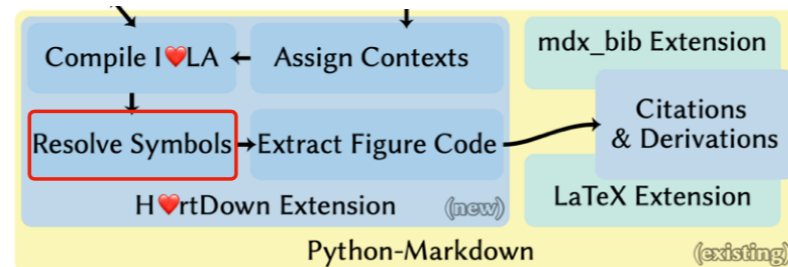 Compile I❤️LA
Assign Contexts
mdx_bib Extension
Resolve Symbols
Extract Figure Code
Citations
& Derivations
H❤️rtDown Extension
(new)
LaTeX Extension
Python-Markdown
(existing)